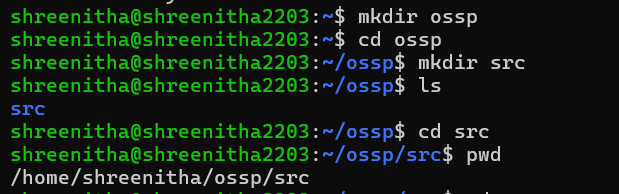 shreenitha@shreenitha2203:~$ mkdir ossp
shreenitha@shreenitha2203:~$ cd ossp
shreenitha@shreenitha2203:~/ossp$ mkdir src
shreenitha@shreenitha2203:~/ossp$ ls
src
shreenitha@shreenitha2203:~/ossp$ cd src
shreenitha@shreenitha2203:~/ossp/src$ pwd
/home/shreenitha/ossp/src